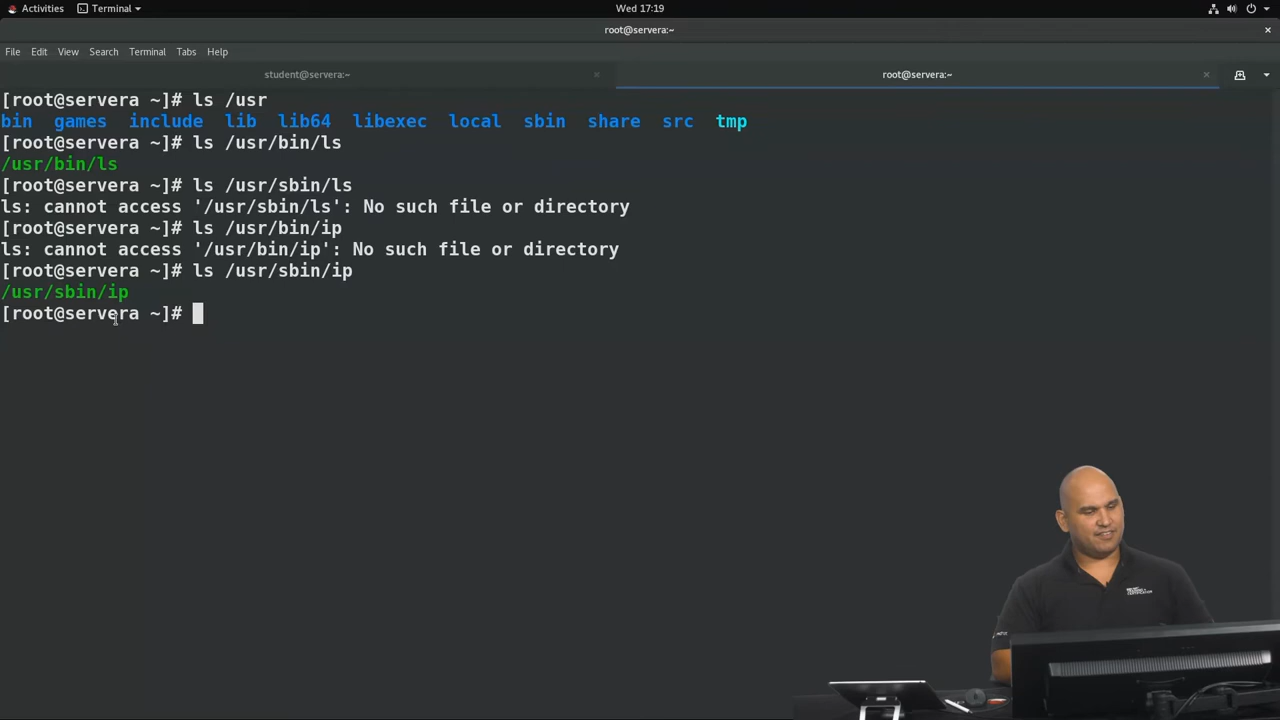 Activities Terminal Wed 17:19
root@servera:~
File Edit View Search Terminal Tabs Help
student@servera:~ root@servera:~
[root@servera ~]# ls /usr
bin games include lib lib64 libexec local sbin share src tmp
[root@servera ~]# ls /usr/bin/ls
/usr/bin/ls
[root@servera ~]# ls /usr/sbin/ls
ls: cannot access '/usr/sbin/ls': No such file or directory
[root@servera ~]# ls /usr/bin/ip
ls: cannot access '/usr/bin/ip': No such file or directory
[root@servera ~]# ls /usr/sbin/ip
/usr/sbin/ip
[root@servera ~]#